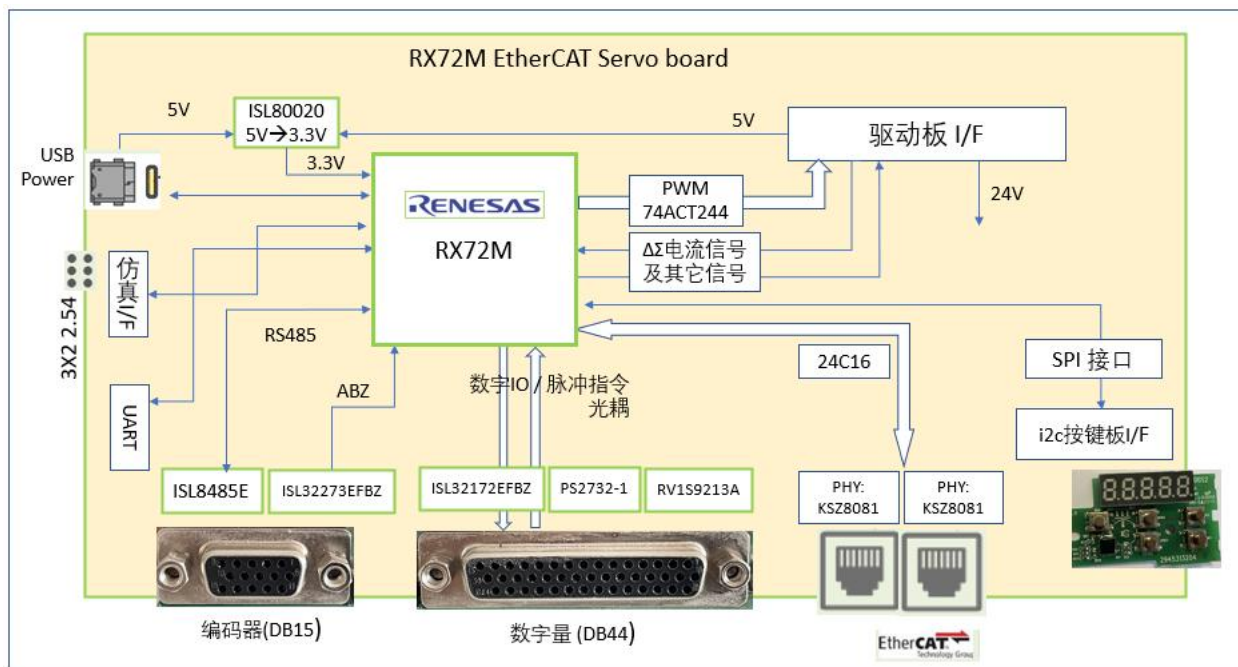 RX72M EtherCAT Servo board
5V
ISL80020
5V→3.3V
5V
驱动板 I/F
USB
Power
3.3V
24V
RENESAS
RX72M
PWM
74ACT244
ΔΣ电流信号
及其它信号
仿真I/F
3X2 2.54
RS485
24C16
SPI 接口
数字IO / 脉冲指令
光耦
ABZ
UART
i2c按键板I/F
ISL8485E
ISL32273EFBZ
ISL32172EFBZ
PS2732-1
RV1S9213A
PHY:
KSZ8081
PHY:
KSZ8081
编码器(DB15)
数字量 (DB44)
EtherCAT
Technology Group